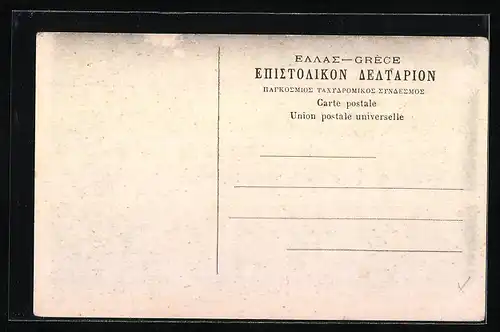 ΕΛΛΑΣ—GRÈCE
ΕΠΙΣΤΟΛΙΚΟΝ ΔΕΛΤΑΡΙΟΝ
ΠΑΓΚΟΣΜΙΟΣ ΤΑΧΥΔΡΟΜΙΚΟΣ ΣΥΝΔΕΣΜΟΣ
Carte postale
Union postale universelle